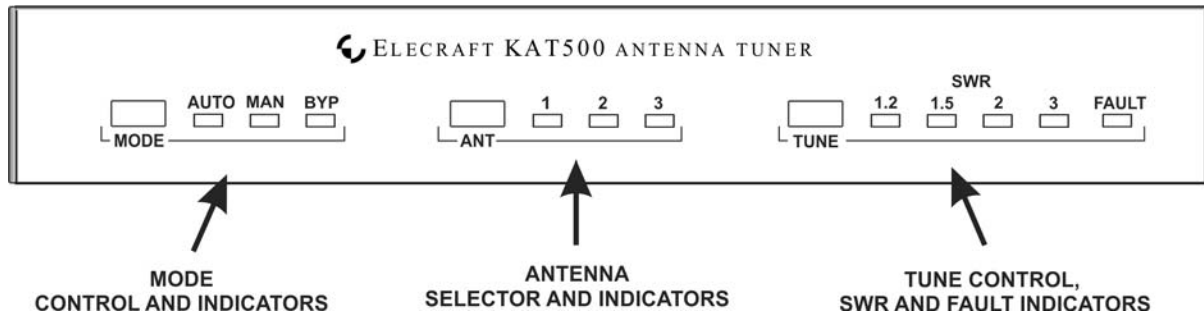 ELECRAFT KAT500 ANTENNA TUNER
SWR
AUTO MAN BYP 1 2 3 1.2 1.5 2 3 FAULT
MODE ANT TUNE
MODE
CONTROL AND INDICATORS
ANTENNA
SELECTOR AND INDICATORS
TUNE CONTROL,
SWR AND FAULT INDICATORS